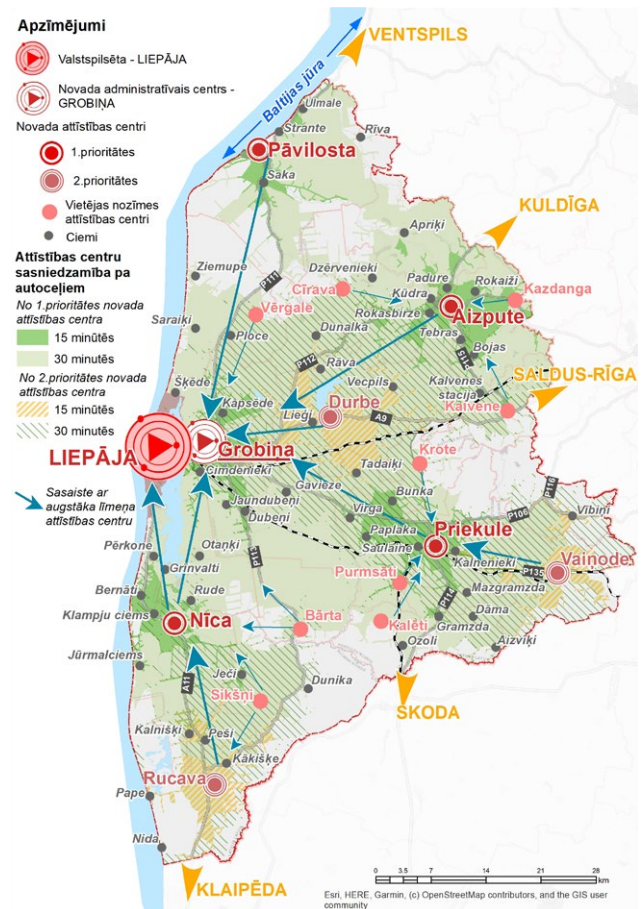 Apzīmējumi
Valstspilsēta - LIEPĀJA
Novada administratīvais centrs -
GROBIŅA
Novada attīstības centri
1.prioritātes
2.prioritātes
Vietējas nozīmes
attīstības centri
Ciemi
Attīstības centru
sasniedzamība pa
autoceļiem
No 1.prioritātes novada
attīstības centra
15 minūtēs
30 minūtēs
No 2.prioritātes novada
attīstības centra
15 minūtēs
30 minūtēs
Sasaiste ar
augstāka līmeņa
attīstības centru
VENTSPILS
Baltijas jūra
Ulmale
Strante
Rīva
Pāvilosta
Saka
KULDĪGA
Apriķi
Ziemupe
Dzērvenieki
Padure
Rokaiži
P111
Cīrava
Kūdra
Kazdanga
Vērgale
Rokasbirze
Aizpute
Saraiķi
Ploce
Dunalka
Tebras
Bojas
P112
Rāva
SALDUS-RĪGA
Šķēde
Vecpils
Kalvenes
stacija
Kapsēde
Lieģi
Durbe
A9
Kalvene
LIEPĀJA
Grobiņa
Krote
Cimdenieki
Tadaiķi
Gavieze
Bunka
P116
Jaundubeņi
Virga
P106
Dubeņi
Paplaka
Priekule
Vibiņi
Saulaine
Pērkone
Otaņķi
P113
Kalnenieki
Vaiņode
Grinvalti
P135
Purmsāti
Bernāti
Rude
Mazgramzda
P114
Klampju ciems
Nīca
Bārta
Kalēti
Dāma
Gramzda
Ozoli
Aizvīķi
Jūrmalciems
Ječi
A11
Dunika
Sikšņi
SKODA
Kalnišķi
Peši
Ķāķišķe
Rucava
Pape
Nida
KLAIPĒDA
0 3.5 7 14 21 28
km
Esri, HERE, Garmin, (c) OpenStreetMap contributors, and the GIS user
community